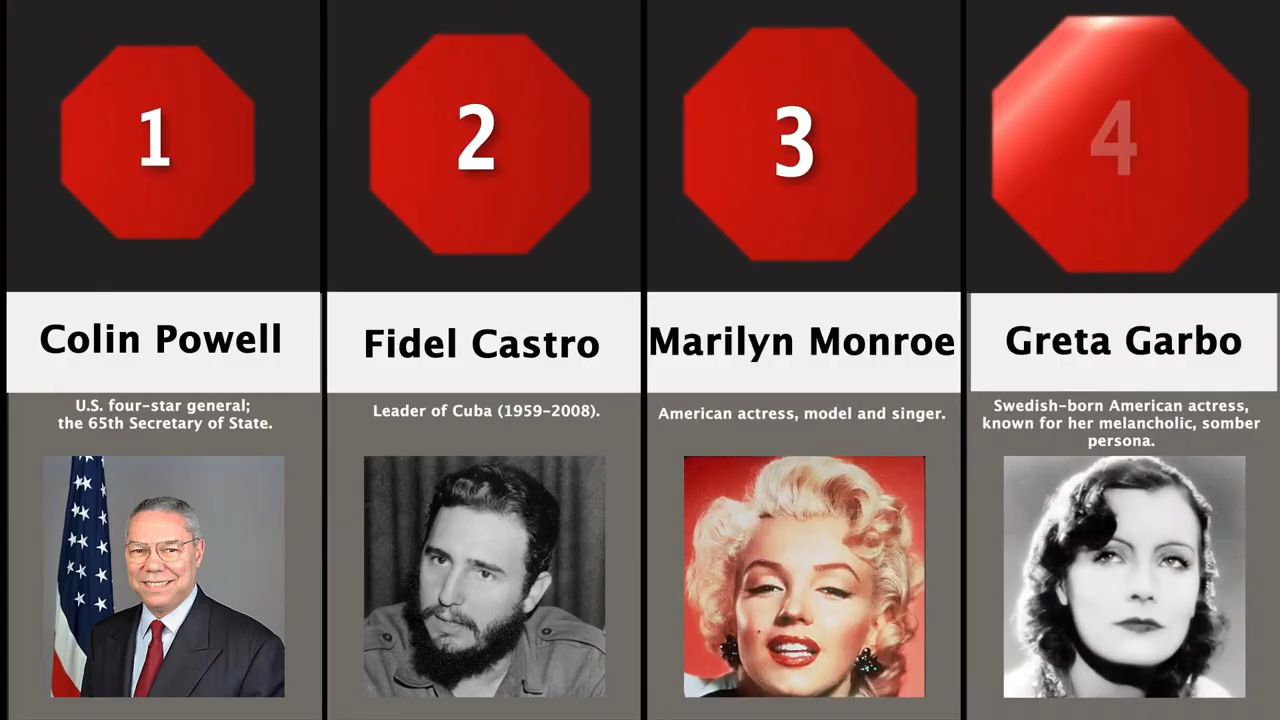 1
2
3
4
Colin Powell
Fidel Castro
Marilyn Monroe
Greta Garbo
U.S. four-star general;
the 65th Secretary of State.
Leader of Cuba (1959-2008).
American actress, model and singer.
Swedish-born American actress,
known for her melancholic, somber
persona.